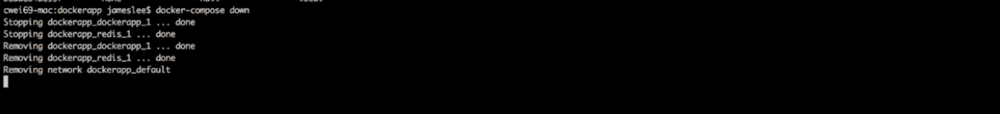 cwei69-mac:dockerapp jameslee$ docker-compose down
Stopping dockerapp_dockerapp_1 ... done
Stopping dockerapp_redis_1 ... done
Removing dockerapp_dockerapp_1 ... done
Removing dockerapp_redis_1 ... done
Removing network dockerapp_default